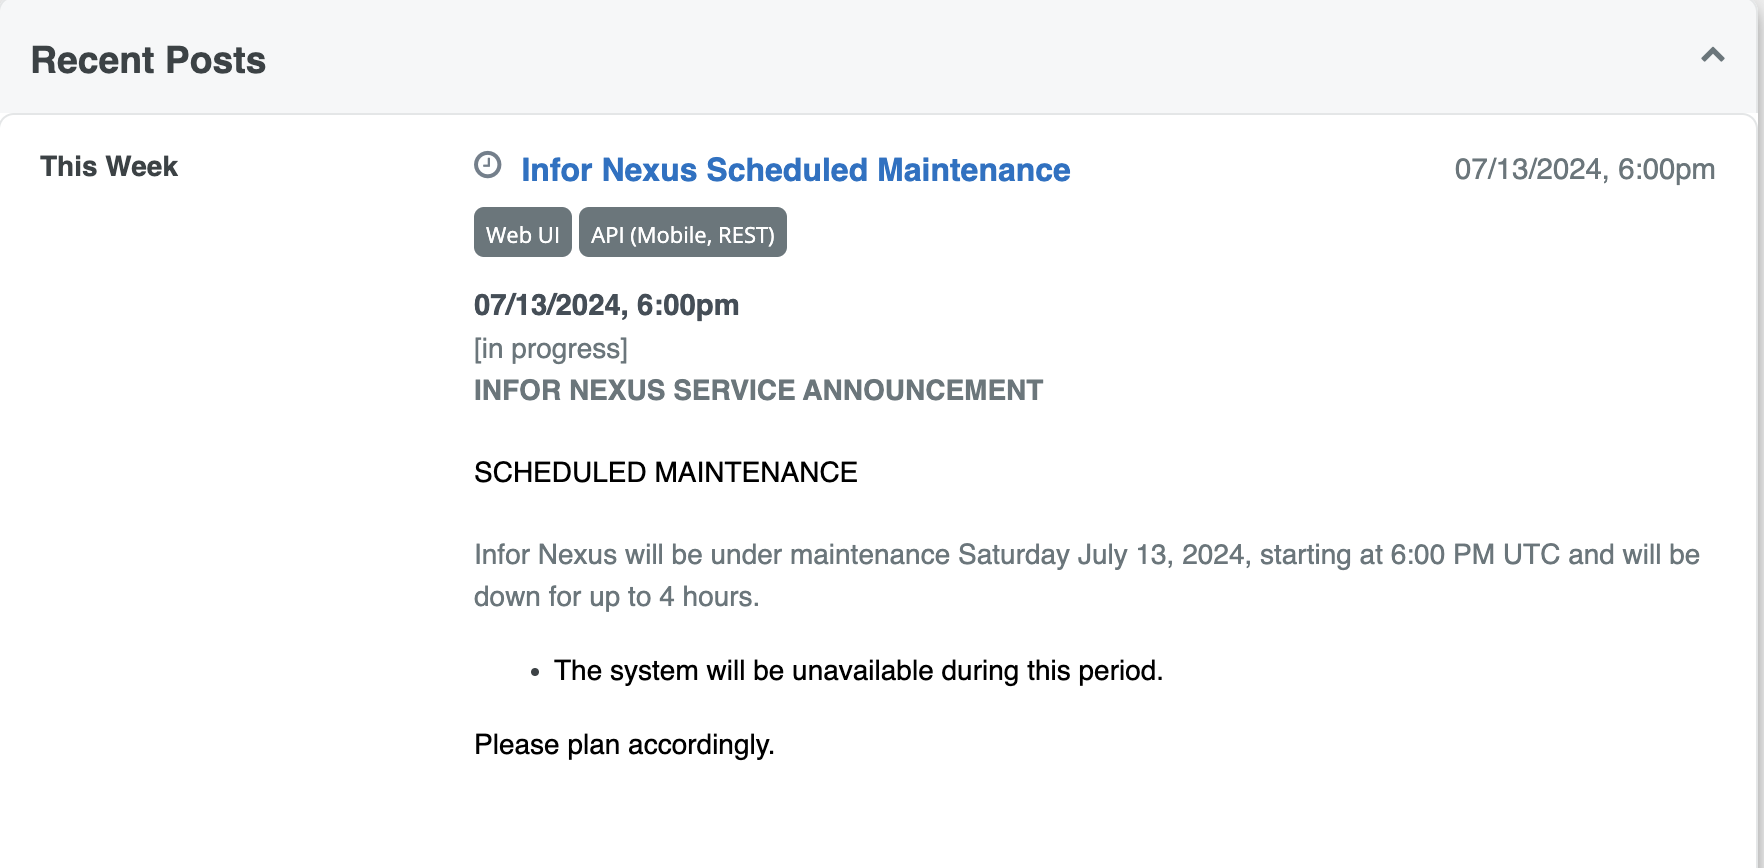 Recent Posts
This Week
Infor Nexus Scheduled Maintenance
07/13/2024, 6:00pm
Web UI
API (Mobile, REST)
07/13/2024, 6:00pm
[in progress]
INFOR NEXUS SERVICE ANNOUNCEMENT
SCHEDULED MAINTENANCE
Infor Nexus will be under maintenance Saturday July 13, 2024, starting at 6:00 PM UTC and will be
down for up to 4 hours.
• The system will be unavailable during this period.
Please plan accordingly.